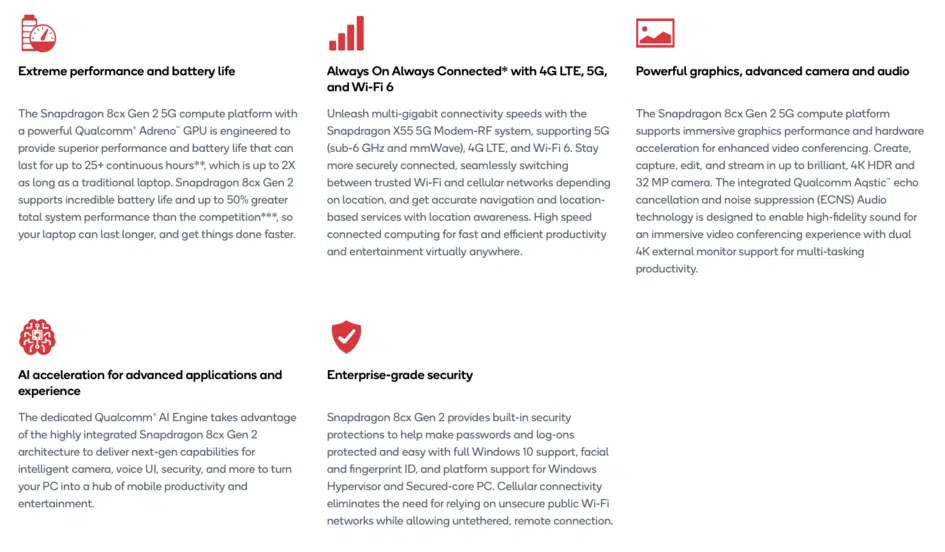 Extreme performance and battery life
The Snapdragon 8cx Gen 2 5G compute platform with
a powerful Qualcomm® Adreno™ GPU is engineered to
provide superior performance and battery life that can
last for up to 25+ continuous hours**, which is up to 2X
as long as a traditional laptop. Snapdragon 8cx Gen 2
supports incredible battery life and up to 50% greater
total system performance than the competition***, so
your laptop can last longer, and get things done faster.
Always On Always Connected* with 4G LTE, 5G,
and Wi-Fi 6
Unleash multi-gigabit connectivity speeds with the
Snapdragon X55 5G Modem-RF system, supporting 5G
(sub-6 GHz and mmWave), 4G LTE, and Wi-Fi 6. Stay
more securely connected, seamlessly switching
between trusted Wi-Fi and cellular networks depending
on location, and get accurate navigation and location-
based services with location awareness. High speed
connected computing for fast and efficient productivity
and entertainment virtually anywhere.
Powerful graphics, advanced camera and audio
The Snapdragon 8cx Gen 2 5G compute platform
supports immersive graphics performance and hardware
acceleration for enhanced video conferencing. Create,
capture, edit, and stream in up to brilliant, 4K HDR and
32 MP camera. The integrated Qualcomm Aqstic™ echo
cancellation and noise suppression (ECNS) Audio
technology is designed to enable high-fidelity sound for
an immersive video conferencing experience with dual
4K external monitor support for multi-tasking
productivity.
AI acceleration for advanced applications and
experience
The dedicated Qualcomm® AI Engine takes advantage
of the highly integrated Snapdragon 8cx Gen 2
architecture to deliver next-gen capabilities for
intelligent camera, voice UI, security, and more to turn
your PC into a hub of mobile productivity and
entertainment.
Enterprise-grade security
Snapdragon 8cx Gen 2 provides built-in security
protections to help make passwords and log-ons
protected and easy with full Windows 10 support, facial
and fingerprint ID, and platform support for Windows
Hypervisor and Secured-core PC. Cellular connectivity
eliminates the need for relying on unsecure public Wi-Fi
networks while allowing untethered, remote connection.